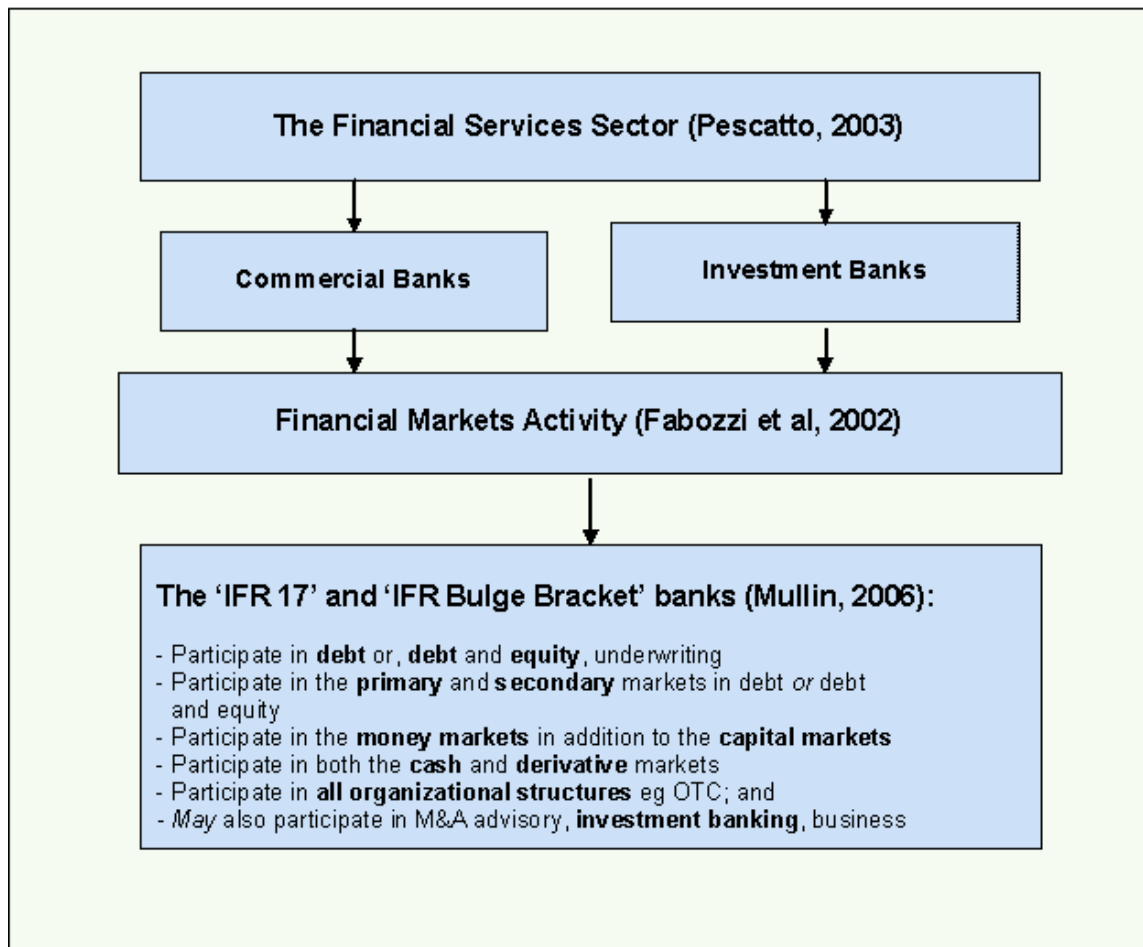 The Financial Services Sector (Pescatto, 2003)
Commercial Banks
Investment Banks
Financial Markets Activity (Fabozzi et al, 2002)
The ‘IFR 17’ and ‘IFR Bulge Bracket’ banks (Mullin, 2006):
- Participate in debt or, debt and equity, underwriting
- Participate in the primary and secondary markets in debt or debt
and equity
- Participate in the money markets in addition to the capital markets
- Participate in both the cash and derivative markets
- Participate in all organizational structures eg OTC; and
- May also participate in M&A advisory, investment banking, business